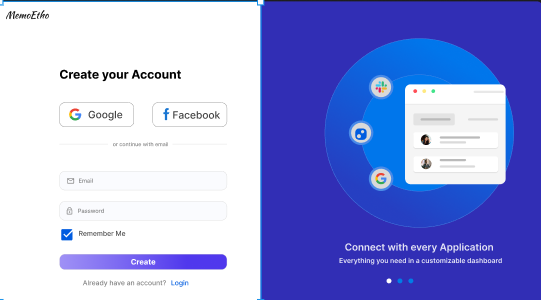 MemoEtho
Create your Account
Google
Facebook
or continue with email
Email
Password
Remember Me
Create
Already have an account? Login
Connect with every Application
Everything you need in a customizable dashboard